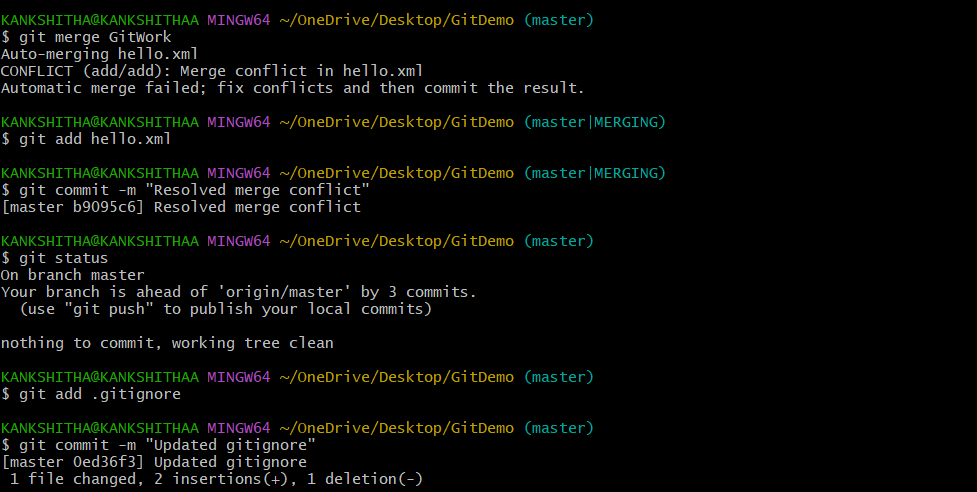 KANKSHITHA@KANKSHITHAA MINGW64 ~/OneDrive/Desktop/GitDemo (master)
$ git merge GitWork
Auto-merging hello.xml
CONFLICT (add/add): Merge conflict in hello.xml
Automatic merge failed; fix conflicts and then commit the result.
KANKSHITHA@KANKSHITHAA MINGW64 ~/OneDrive/Desktop/GitDemo (master|MERGING)
$ git add hello.xml
KANKSHITHA@KANKSHITHAA MINGW64 ~/OneDrive/Desktop/GitDemo (master|MERGING)
$ git commit -m "Resolved merge conflict"
[master b9095c6] Resolved merge conflict
KANKSHITHA@KANKSHITHAA MINGW64 ~/OneDrive/Desktop/GitDemo (master)
$ git status
On branch master
Your branch is ahead of 'origin/master' by 3 commits.
  (use "git push" to publish your local commits)
nothing to commit, working tree clean
KANKSHITHA@KANKSHITHAA MINGW64 ~/OneDrive/Desktop/GitDemo (master)
$ git add .gitignore
KANKSHITHA@KANKSHITHAA MINGW64 ~/OneDrive/Desktop/GitDemo (master)
$ git commit -m "Updated gitignore"
[master 0ed36f3] Updated gitignore
 1 file changed, 2 insertions(+), 1 deletion(-)